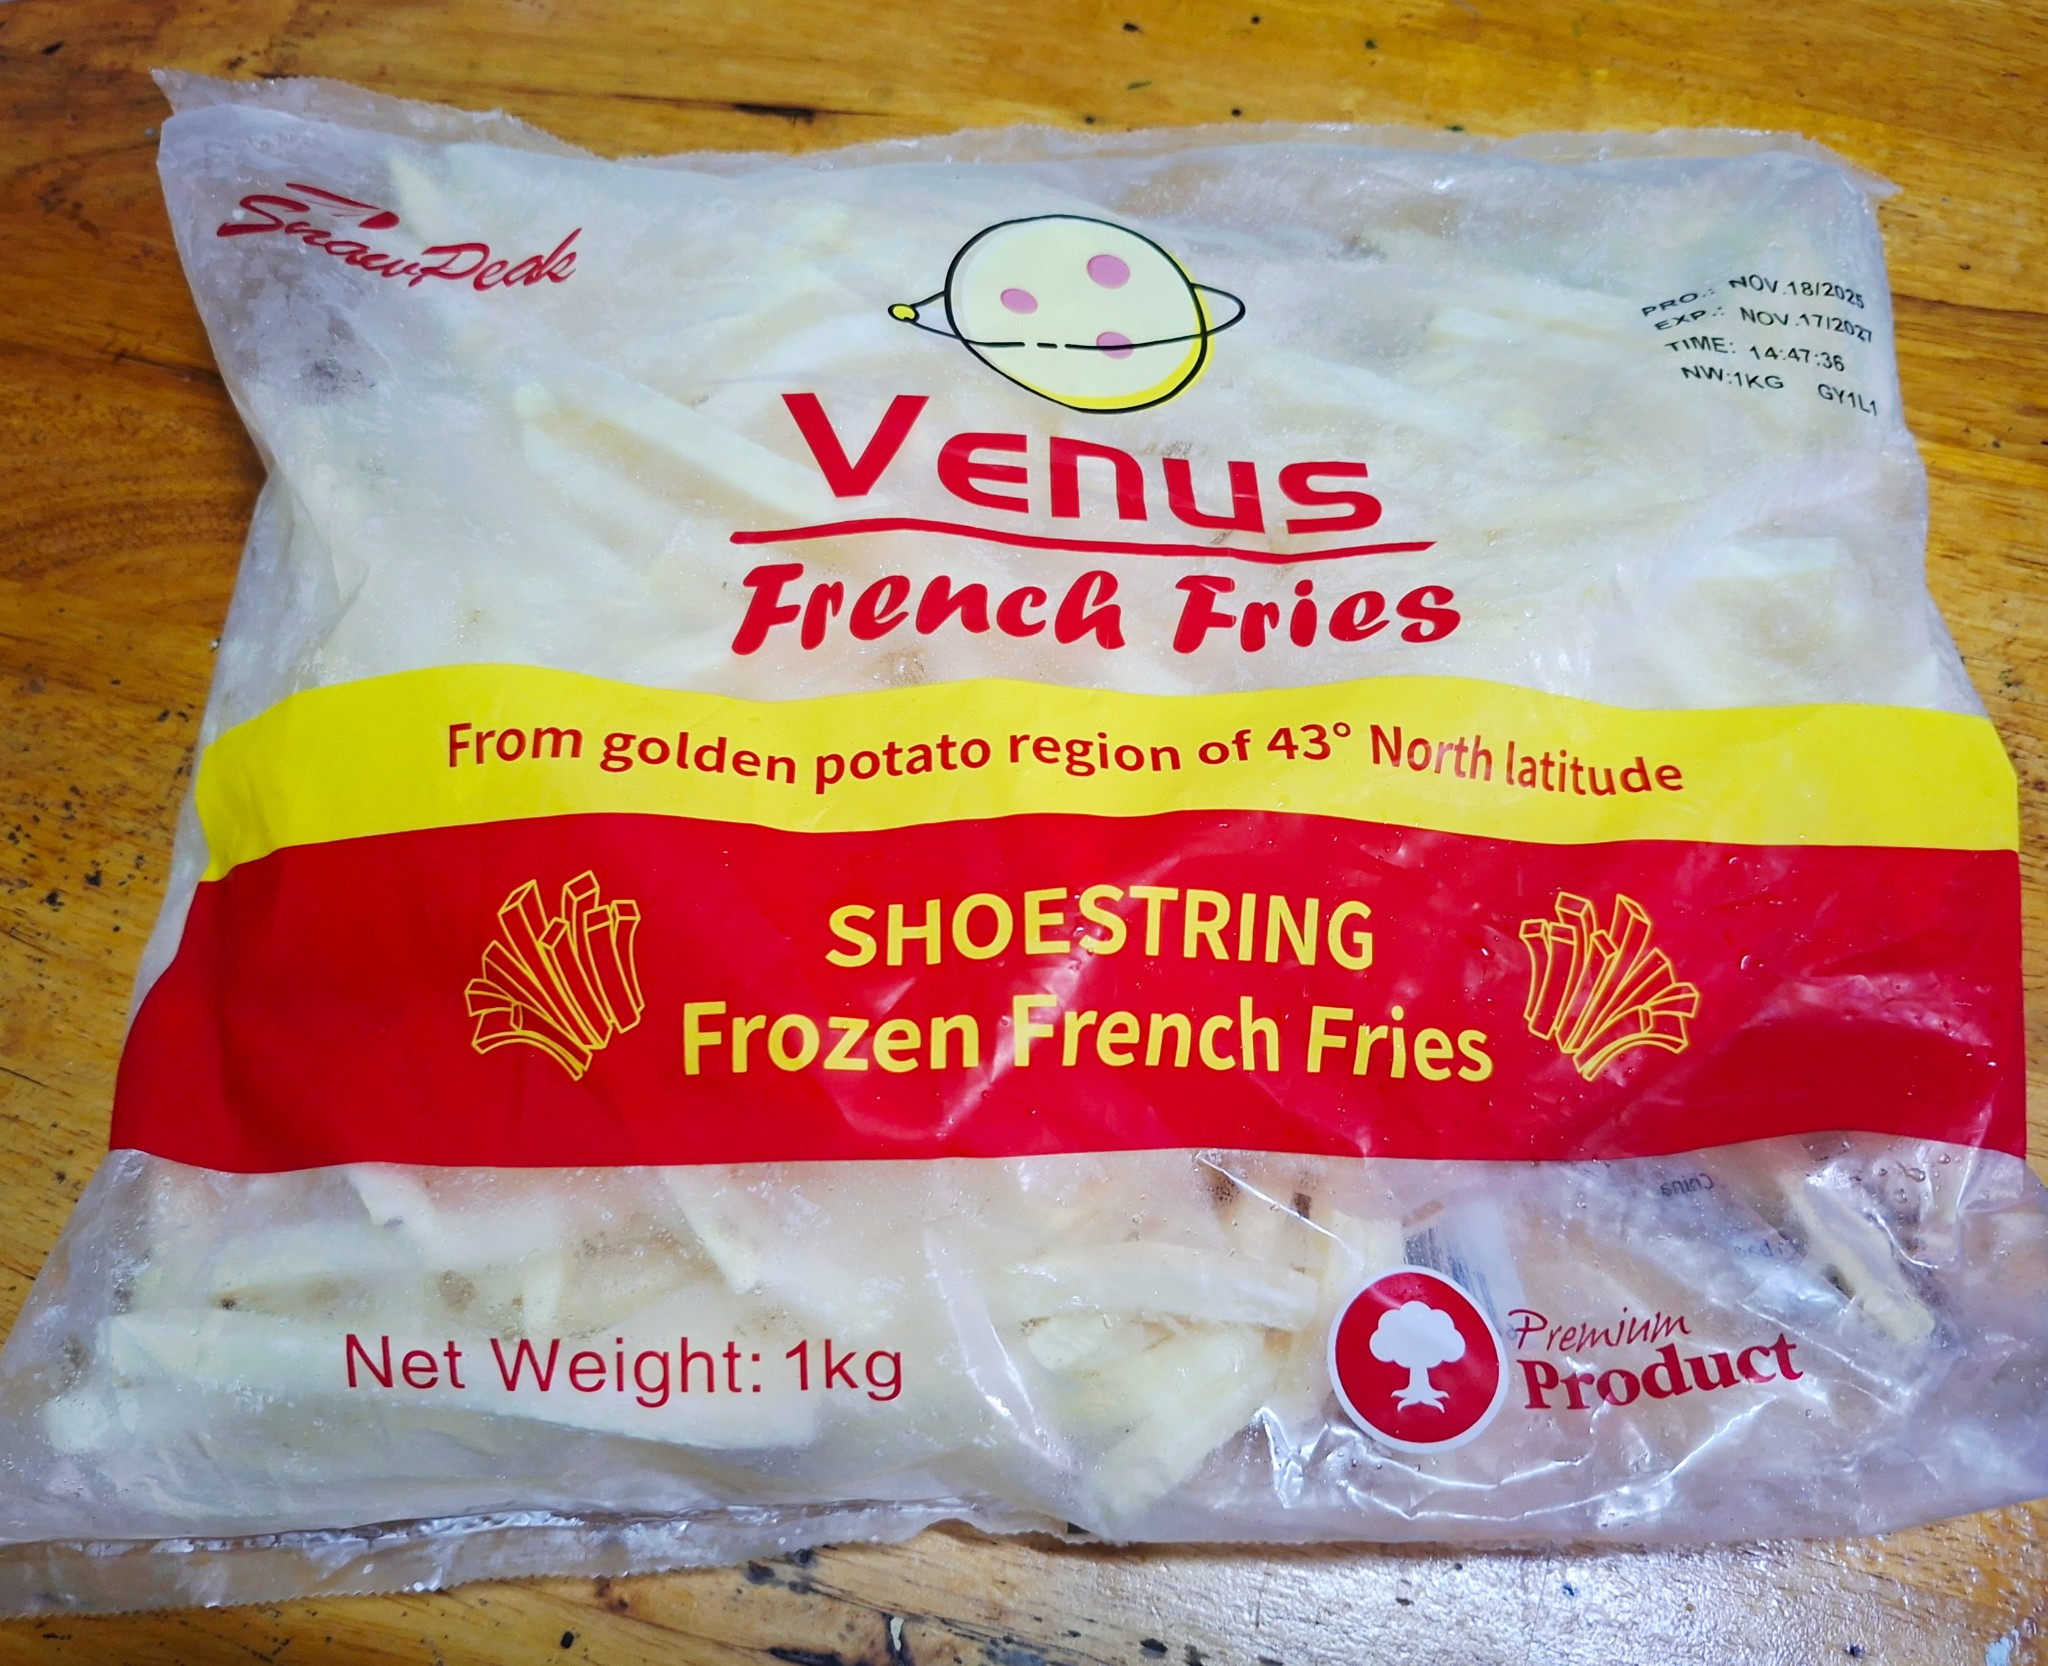 SnowPeak
PRO.: NOV.18/2025
EXP.: NOV.17/2027
TIME: 14:47:36
NW:1KG GY1L1
Venus
French Fries
From golden potato region of 43° North latitude
SHOESTRING
Frozen French Fries
China
Net Weight: 1kg
Premium
Product